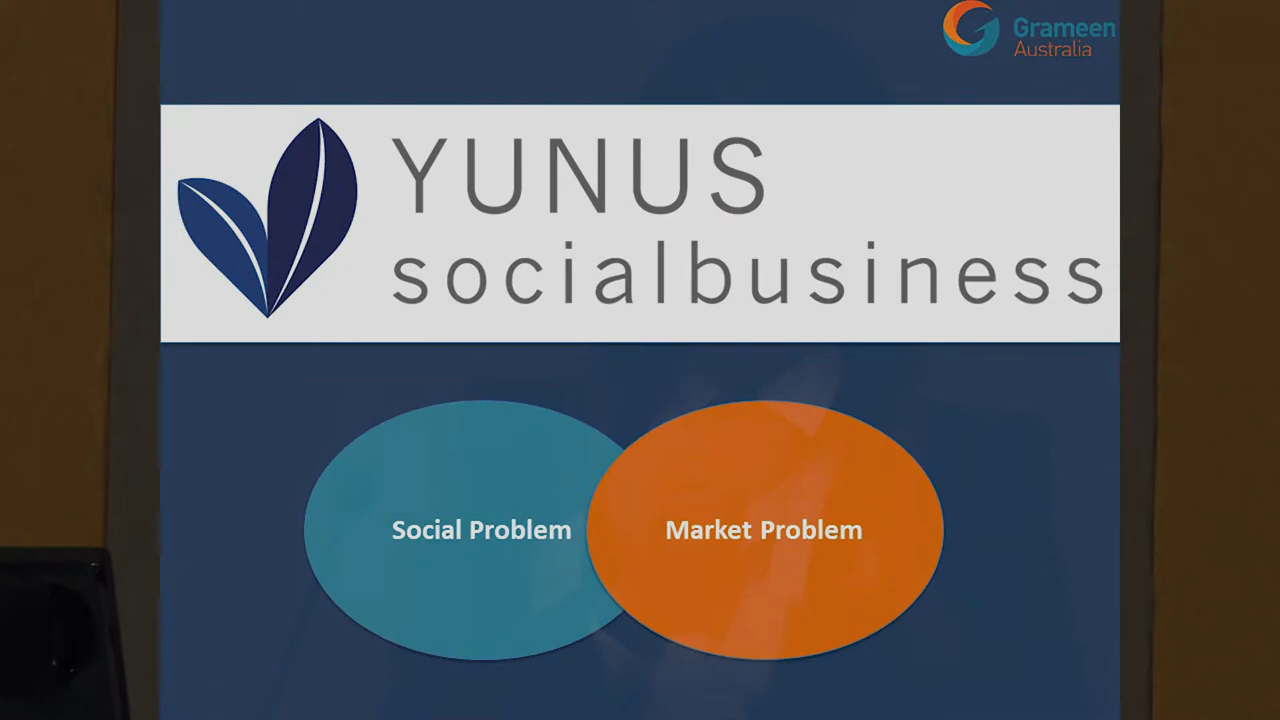 Grameen
Australia
YUNUS
socialbusiness
Social Problem
Market Problem